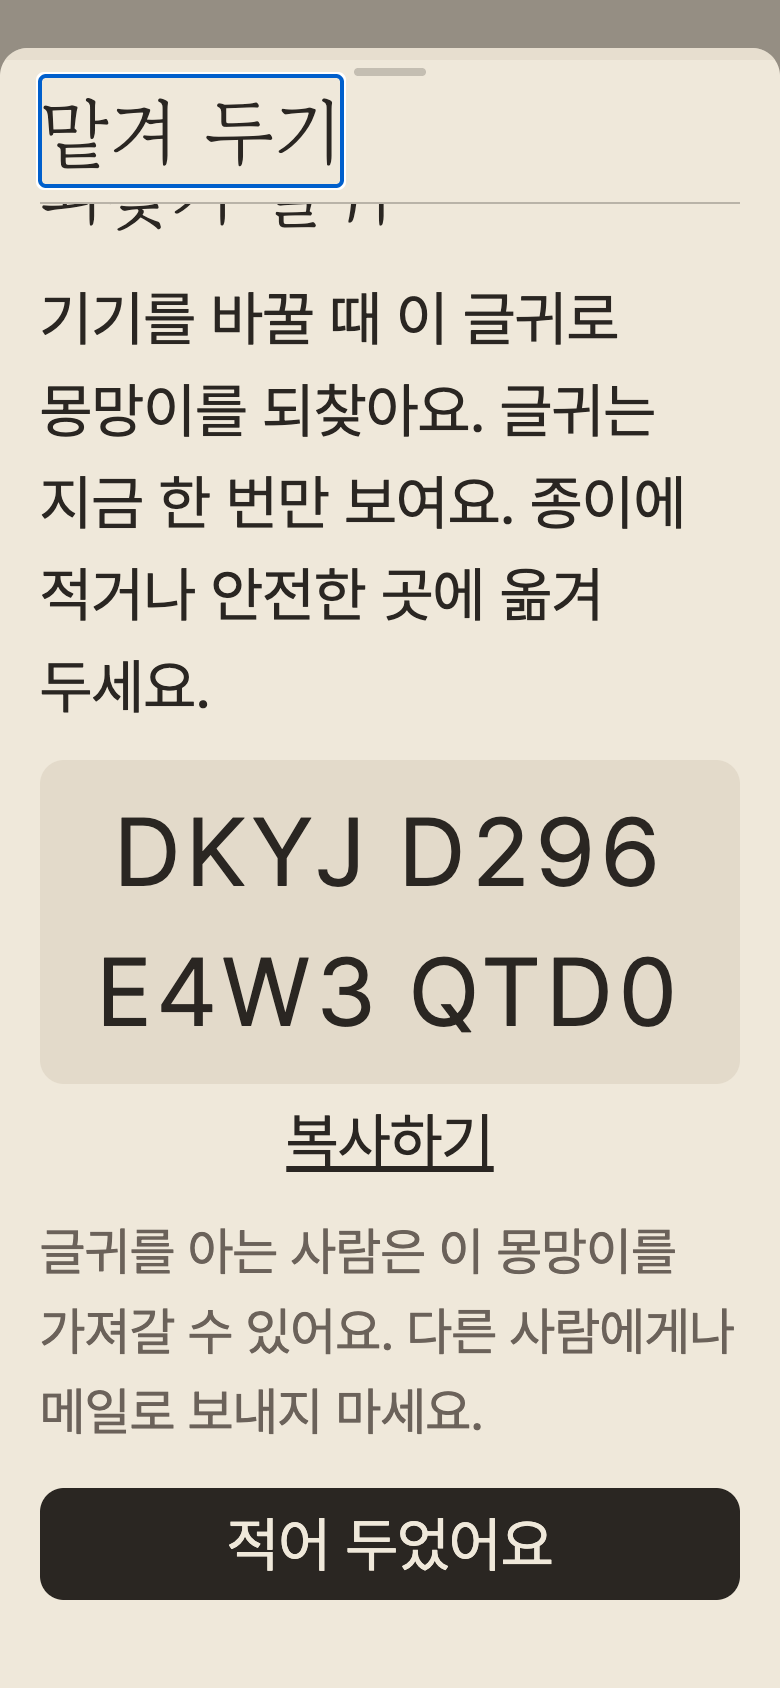 맡겨 두기
기기를 바꿀 때 이 글귀로
몽망이를 되찾아요. 글귀는
지금 한 번만 보여요. 종이에
적거나 안전한 곳에 옮겨
두세요.
DKYJ D296
E4W3 QTD0
복사하기
글귀를 아는 사람은 이 몽망이를
가져갈 수 있어요. 다른 사람에게나
메일로 보내지 마세요.
적어 두었어요